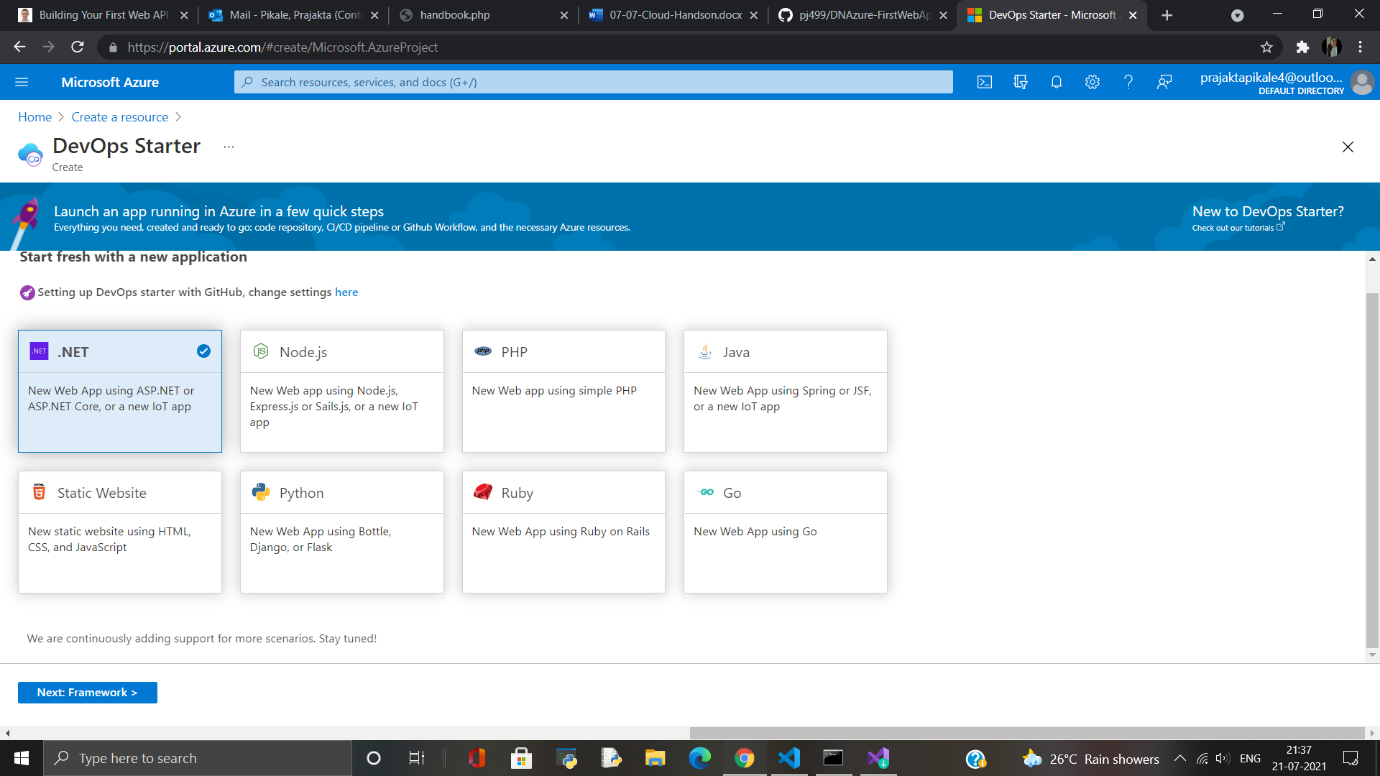 Building Your First Web API
Mail - Pikale, Prajakta (Cont
handbook.php
07-07-Cloud-Handson.docx
pj499/DNAzure-FirstWebAp
DevOps Starter - Microsoft
https://portal.azure.com/#create/Microsoft.AzureProject
Microsoft Azure
Search resources, services, and docs (G+/)
prajaktapikale4@outloo...
DEFAULT DIRECTORY
Home > Create a resource >
DevOps Starter ...
Create
Launch an app running in Azure in a few quick steps
Everything you need, created and ready to go: code repository, CI/CD pipeline or Github Workflow, and the necessary Azure resources.
New to DevOps Starter?
Check out our tutorials
Start fresh with a new application
Setting up DevOps starter with GitHub, change settings here
.NET
.NET
New Web App using ASP.NET or
ASP.NET Core, or a new IoT app
Node.js
New Web app using Node.js,
Express.js or Sails.js, or a new IoT
app
php
PHP
New Web app using simple PHP
Java
New Web App using Spring or JSF,
or a new IoT app
Static Website
New static website using HTML,
CSS, and JavaScript
Python
New Web App using Bottle,
Django, or Flask
Ruby
New Web App using Ruby on Rails
GO
Go
New Web App using Go
We are continuously adding support for more scenarios. Stay tuned!
Next: Framework >
Type here to search
26°C Rain showers
ENG
21:37
21-07-2021